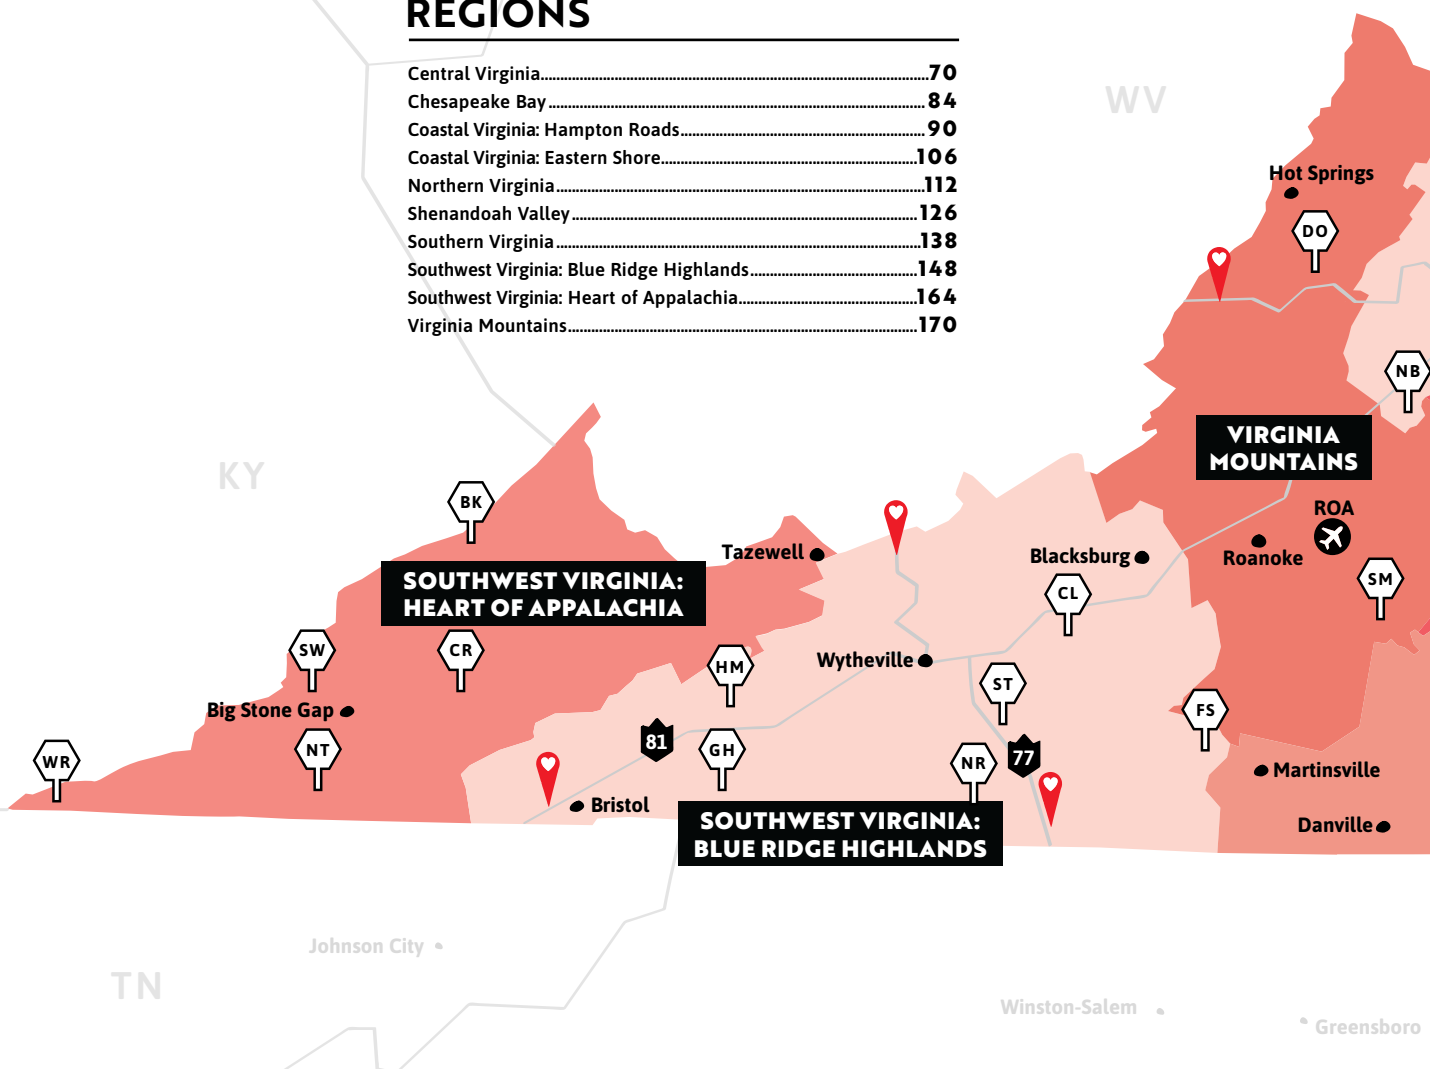 REGIONS
Central Virginia 70
Chesapeake Bay 84
Coastal Virginia: Hampton Roads 90
Coastal Virginia: Eastern Shore 106
Northern Virginia 112
Shenandoah Valley 126
Southern Virginia 138
Southwest Virginia: Blue Ridge Highlands 148
Southwest Virginia: Heart of Appalachia 164
Virginia Mountains 170
WV
Hot Springs
DO
NB
VIRGINIA
MOUNTAINS
KY
BK
ROA
Roanoke
Tazewell
Blacksburg
SOUTHWEST VIRGINIA:
HEART OF APPALACHIA
SM
CL
SW
CR
HM
Wytheville
ST
Big Stone Gap
FS
WR
NT
81
GH
NR
77
Martinsville
Bristol
SOUTHWEST VIRGINIA:
BLUE RIDGE HIGHLANDS
Danville
Johnson City
TN
Winston-Salem
Greensboro